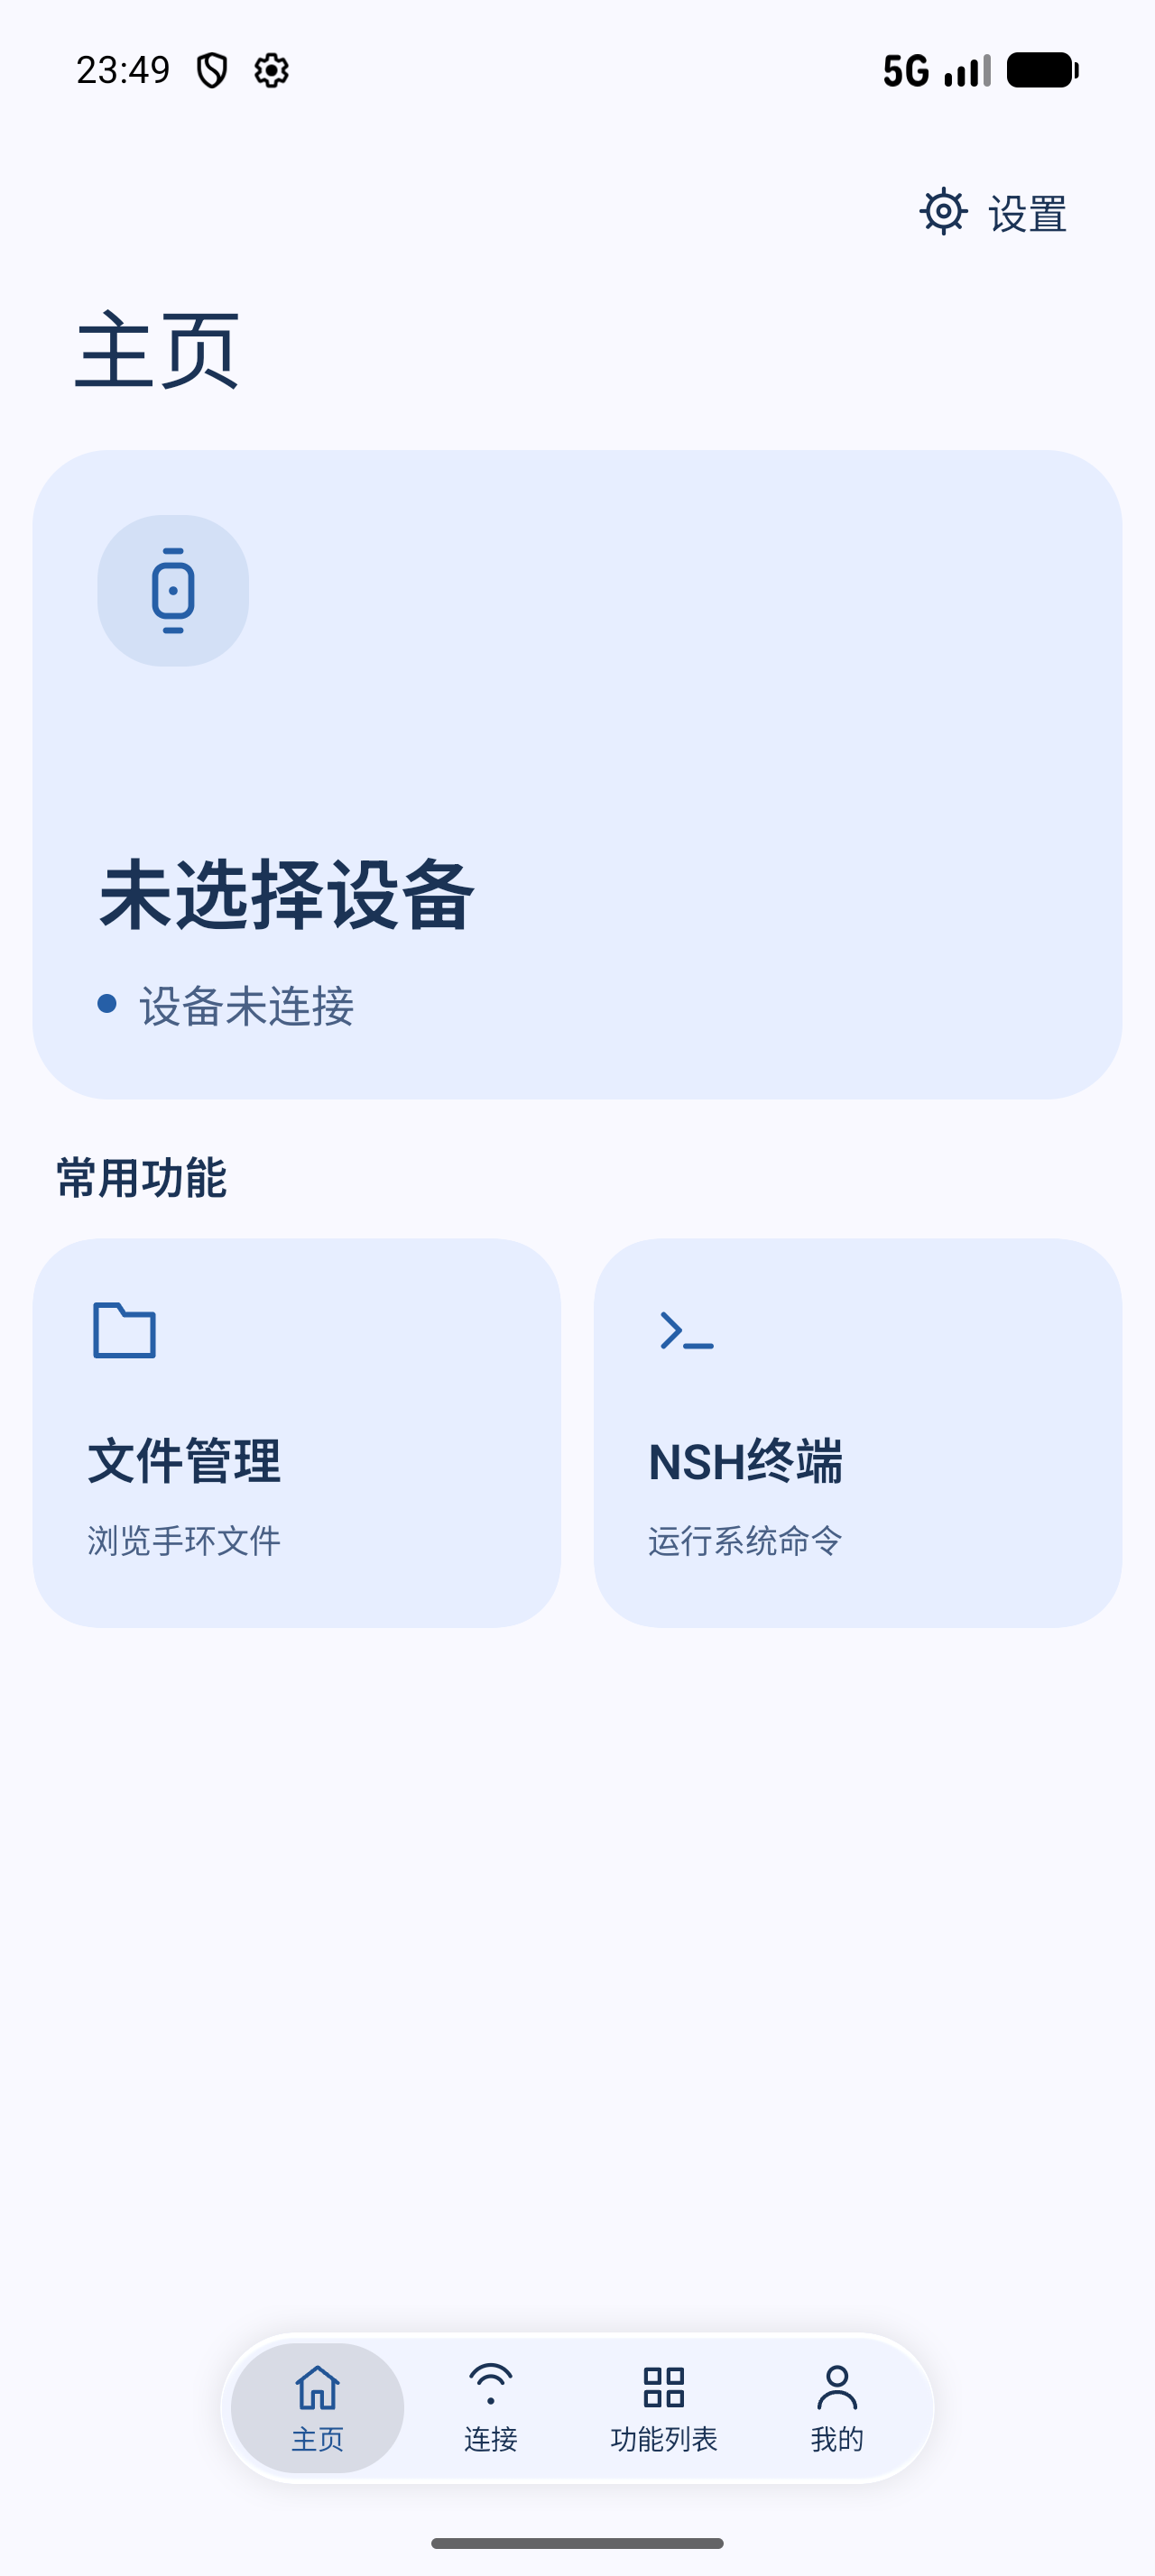 23:49
5G
设置
主页
未选择设备
设备未连接
常用功能
文件管理
浏览手环文件
NSH终端
运行系统命令
主页
连接
功能列表
我的